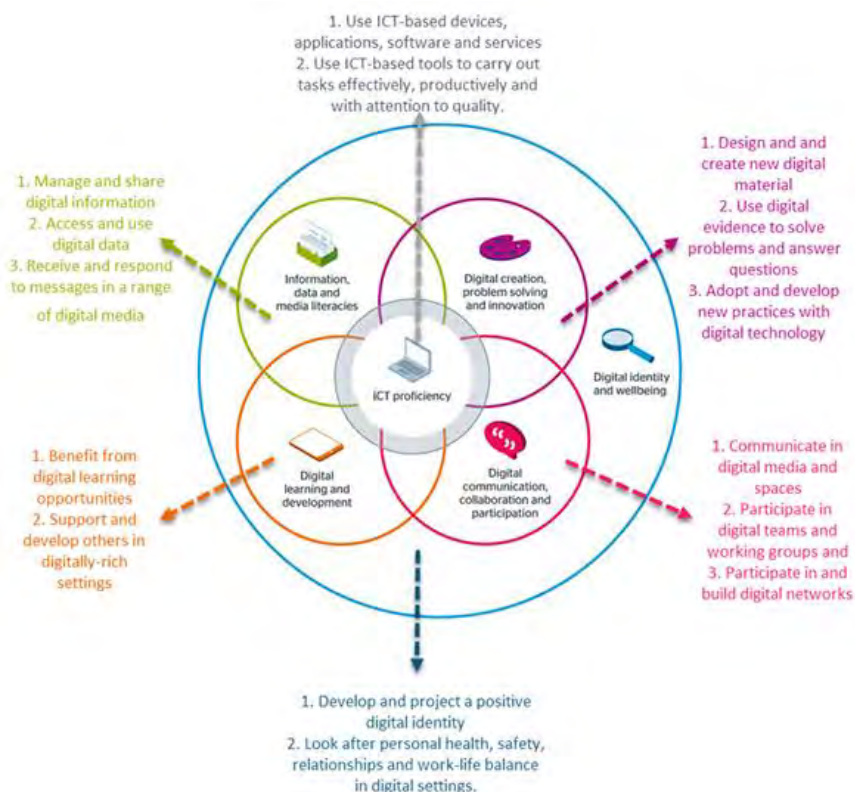 1. Use ICT-based devices,
applications, software and services
2. Use ICT-based tools to carry out
tasks effectively, productively and
with attention to quality.
1. Manage and share
digital information
2. Access and use
digital data
3. Receive and respond
to messages in a range
of digital media
1. Design and and
create new digital
material
2. Use digital
evidence to solve
problems and answer
questions
3. Adopt and develop
new practices with
digital technology
Information,
data and
media literacies
Digital creation,
problem solving
and innovation
Digital identity
and wellbeing
ICT proficiency
Digital
learning and
development
Digital
communication,
collaboration and
participation
1. Benefit from
digital learning
opportunities
2. Support and
develop others in
digitally-rich
settings
1. Communicate in
digital media and
spaces
2. Participate in
digital teams and
working groups and
3. Participate in and
build digital networks
1. Develop and project a positive
digital identity
2. Look after personal health, safety,
relationships and work-life balance
in digital settings.